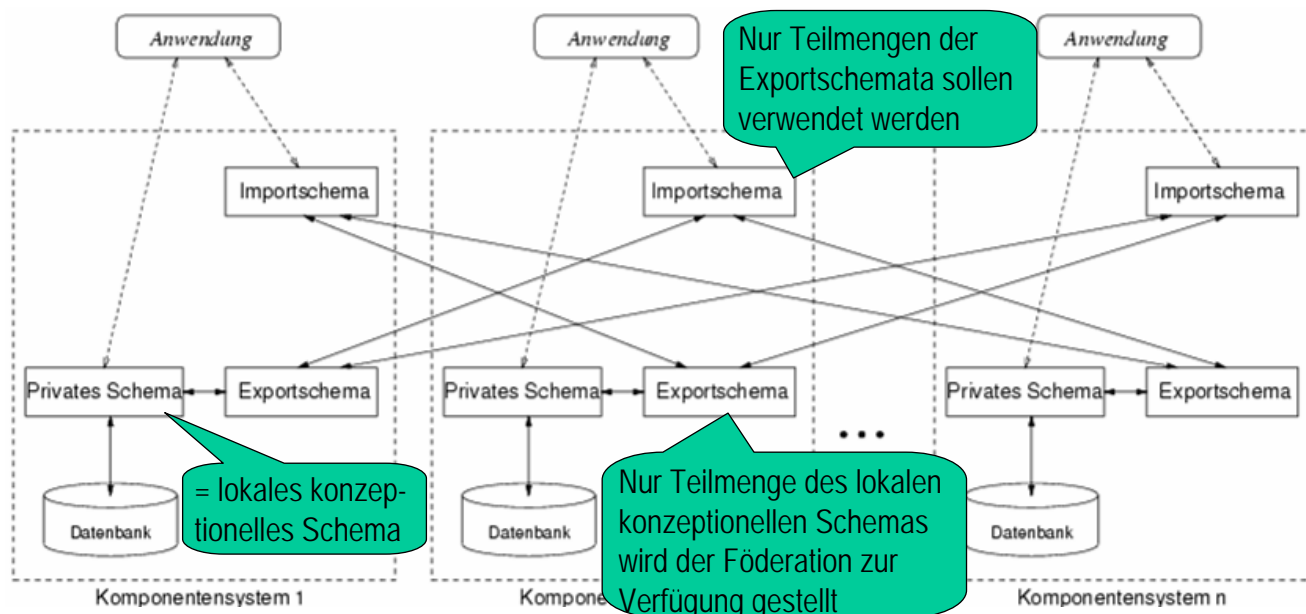 Anwendung
Anwendung
Anwendung
Nur Teilmengen der
Exportschemata sollen
verwendet werden
Importschema
Importschema
Importschema
Privates Schema
Exportschema
Privates Schema
Exportschema
Privates Schema
Exportschema
...
= lokales konzep-
tionelles Schema
Nur Teilmenge des lokalen
konzeptionellen Schemas
wird der Föderation zur
Verfügung gestellt
Datenbank
Datenbank
Datenbank
Komponentensystem 1
Komponentensystem n